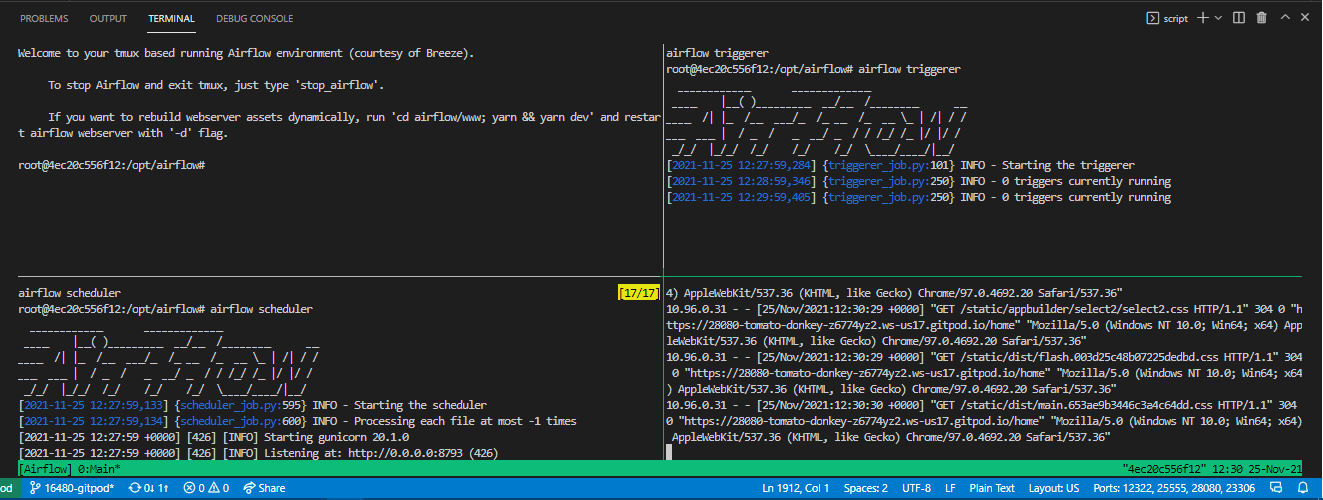 PROBLEMS OUTPUT TERMINAL DEBUG CONSOLE script
Welcome to your tmux based running Airflow environment (courtesy of Breeze).
To stop Airflow and exit tmux, just type 'stop_airflow'.
If you want to rebuild webserver assets dynamically, run 'cd airflow/www; yarn && yarn dev' and restar
t airflow webserver with '-d' flag.
root@4ec20c556f12:/opt/airflow#
airflow triggerer
root@4ec20c556f12:/opt/airflow# airflow triggerer
  ____________       _____________
 ____    |__( )_________  __/__  /________      __
____  /| |_  /__  ___/_  /_ __  /_  __ \_ | /| / /
___  ___ |  / _  /   _  __/ _  / / /_/ /_ |/ |/ /
 _/_/  |_/_/  /_/    /_/    /_/  \____/____/|__/
[2021-11-25 12:27:59,284] {triggerer_job.py:101} INFO - Starting the triggerer
[2021-11-25 12:28:59,346] {triggerer_job.py:250} INFO - 0 triggers currently running
[2021-11-25 12:29:59,405] {triggerer_job.py:250} INFO - 0 triggers currently running
airflow scheduler [17/17]
root@4ec20c556f12:/opt/airflow# airflow scheduler
  ____________       _____________
 ____    |__( )_________  __/__  /________      __
____  /| |_  /__  ___/_  /_ __  /_  __ \_ | /| / /
___  ___ |  / _  /   _  __/ _  / / /_/ /_ |/ |/ /
 _/_/  |_/_/  /_/    /_/    /_/  \____/____/|__/
[2021-11-25 12:27:59,133] {scheduler_job.py:595} INFO - Starting the scheduler
[2021-11-25 12:27:59,134] {scheduler_job.py:600} INFO - Processing each file at most -1 times
[2021-11-25 12:27:59 +0000] [426] [INFO] Starting gunicorn 20.1.0
[2021-11-25 12:27:59 +0000] [426] [INFO] Listening at: http://0.0.0.0:8793 (426)
4) AppleWebKit/537.36 (KHTML, like Gecko) Chrome/97.0.4692.20 Safari/537.36"
10.96.0.31 - - [25/Nov/2021:12:30:29 +0000] "GET /static/appbuilder/select2/select2.css HTTP/1.1" 304 0 "h
ttps://28080-tomato-donkey-z6774yz2.ws-us17.gitpod.io/home" "Mozilla/5.0 (Windows NT 10.0; Win64; x64) App
leWebKit/537.36 (KHTML, like Gecko) Chrome/97.0.4692.20 Safari/537.36"
10.96.0.31 - - [25/Nov/2021:12:30:29 +0000] "GET /static/dist/flash.003d25c48b07225dedbd.css HTTP/1.1" 304
0 "https://28080-tomato-donkey-z6774yz2.ws-us17.gitpod.io/home" "Mozilla/5.0 (Windows NT 10.0; Win64; x64
) AppleWebKit/537.36 (KHTML, like Gecko) Chrome/97.0.4692.20 Safari/537.36"
10.96.0.31 - - [25/Nov/2021:12:30:30 +0000] "GET /static/dist/main.653ae9b3446c3a4c64dd.css HTTP/1.1" 304
0 "https://28080-tomato-donkey-z6774yz2.ws-us17.gitpod.io/home" "Mozilla/5.0 (Windows NT 10.0; Win64; x64)
AppleWebKit/537.36 (KHTML, like Gecko) Chrome/97.0.4692.20 Safari/537.36"
[Airflow] 0:Main* "4ec20c556f12" 12:30 25-Nov-21
od 16480-gitpod* 0↓ 1↑ 0 0 Share Ln 1912, Col 1 Spaces: 2 UTF-8 LF Plain Text Layout: US Ports: 12322, 25555, 28080, 23306